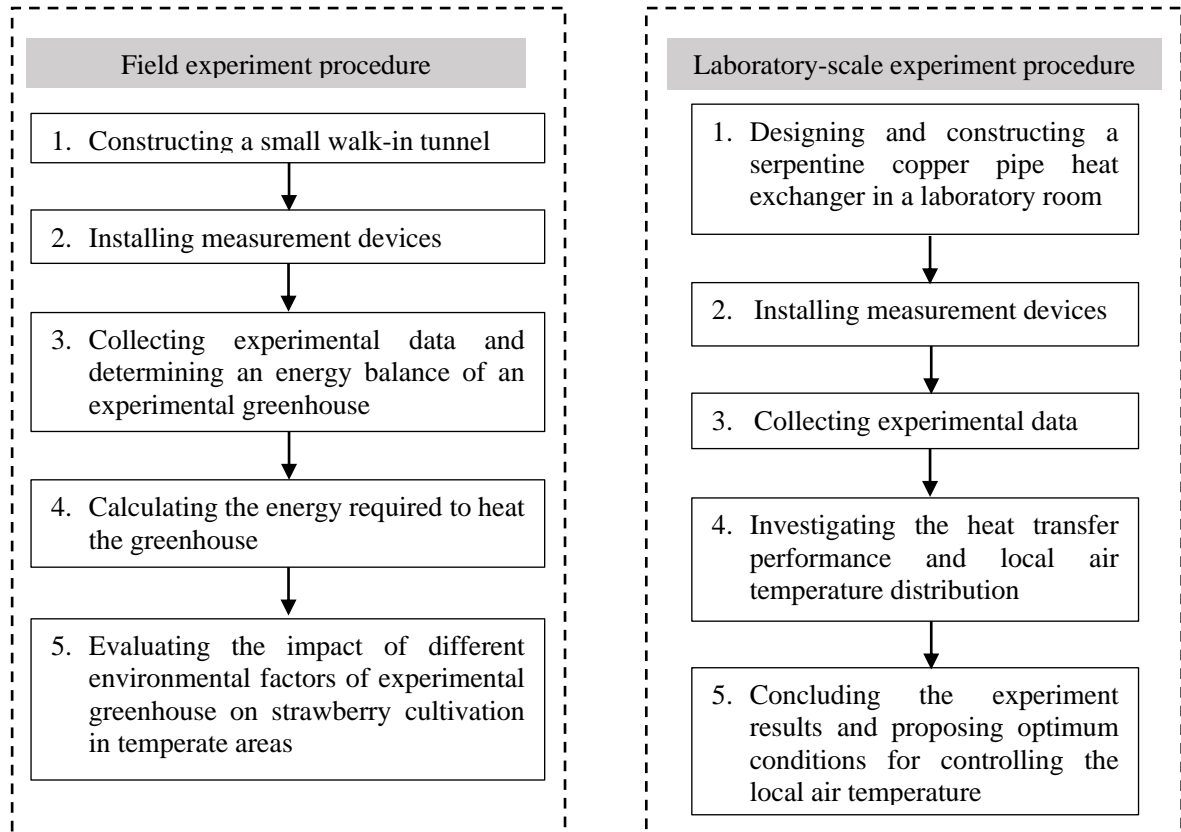 Field experiment procedure
1. Constructing a small walk-in tunnel
2. Installing measurement devices
3. Collecting experimental data and
determining an energy balance of an
experimental greenhouse
4. Calculating the energy required to heat
the greenhouse
5. Evaluating the impact of different
environmental factors of experimental
greenhouse on strawberry cultivation
in temperate areas
Laboratory-scale experiment procedure
1. Designing and constructing a
serpentine copper pipe heat
exchanger in a laboratory room
2. Installing measurement devices
3. Collecting experimental data
4. Investigating the heat transfer
performance and local air
temperature distribution
5. Concluding the experiment
results and proposing optimum
conditions for controlling the
local air temperature